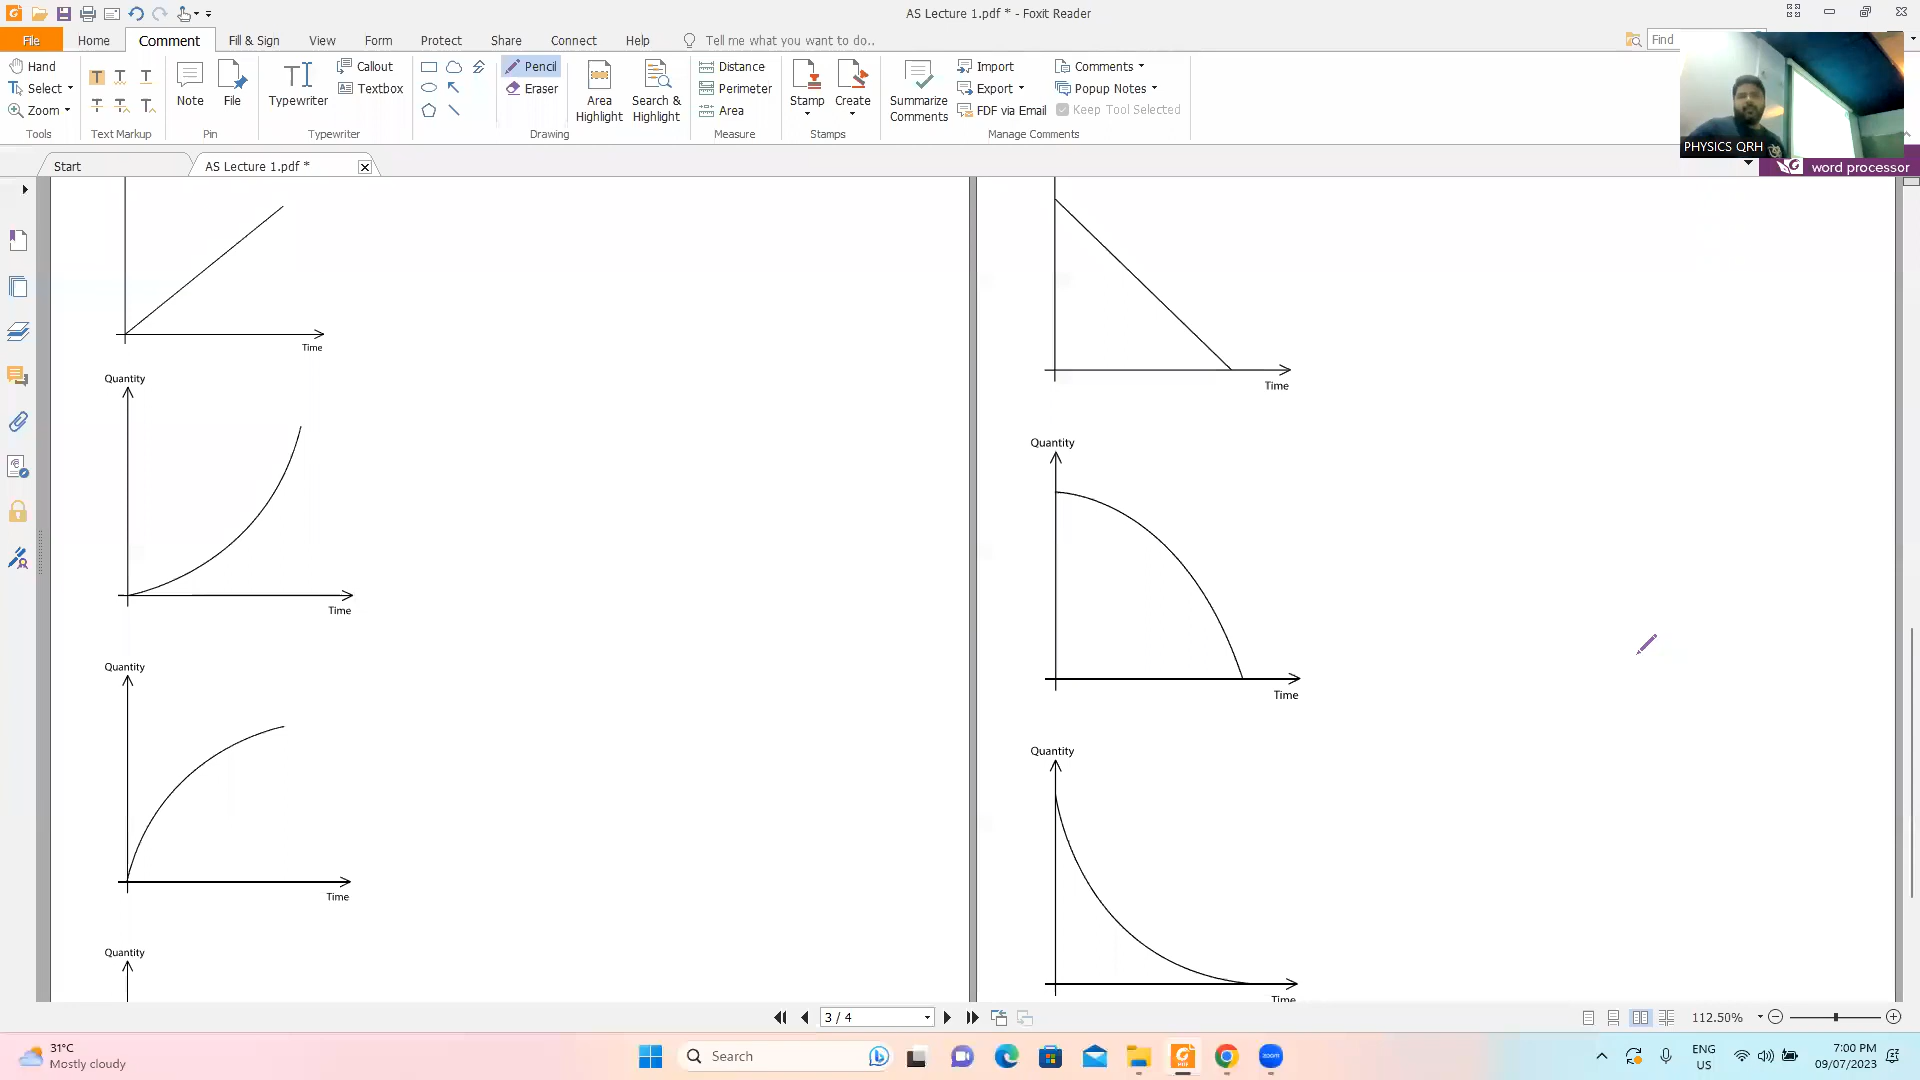 AS Lecture 1.pdf * - Foxit Reader
File Home Comment Fill & Sign View Form Protect Share Connect Help Tell me what you want to do.. Find
Hand
Select
Zoom
Tools
Text Markup
Note
File
Pin
Typewriter
Callout
Textbox
Typewriter
Pencil
Eraser
Area
Highlight
Search &
Highlight
Drawing
Distance
Perimeter
Area
Measure
Stamp
Create
Stamps
Summarize
Comments
Import
Export
FDF via Email
Comments
Popup Notes
Keep Tool Selected
Manage Comments
PHYSICS QRH
Start
AS Lecture 1.pdf *
word processor
Time
Quantity
Time
Quantity
Time
Quantity
Time
Quantity
Time
Quantity
Time
3 / 4
112.50%
31°C
Mostly cloudy
Search
zoom
ENG
US
7:00 PM
09/07/2023